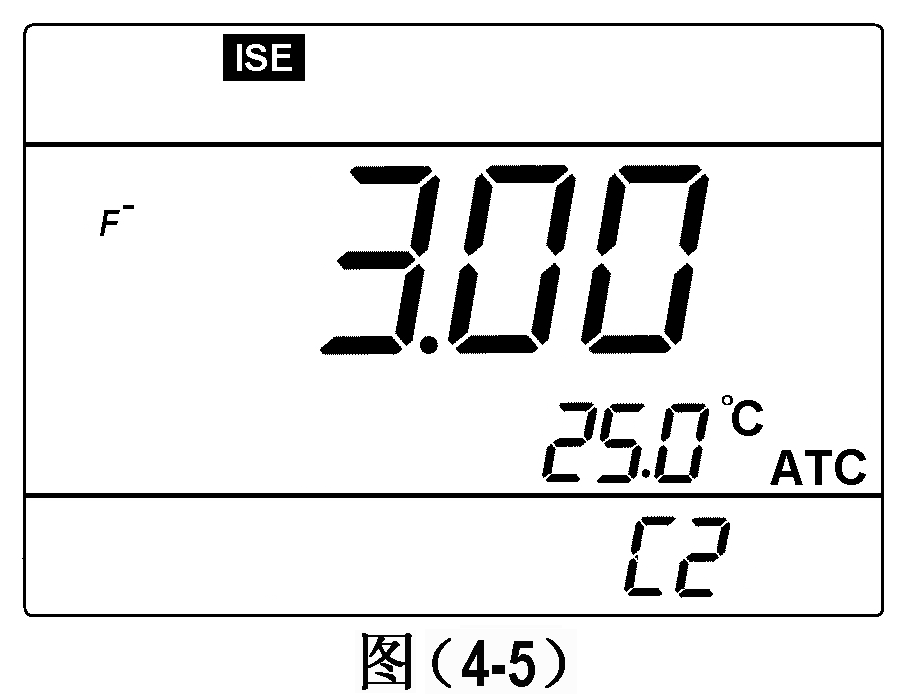 ISE
F⁻ 3.00
25.0 °C
ATC
C2
图（4-5）